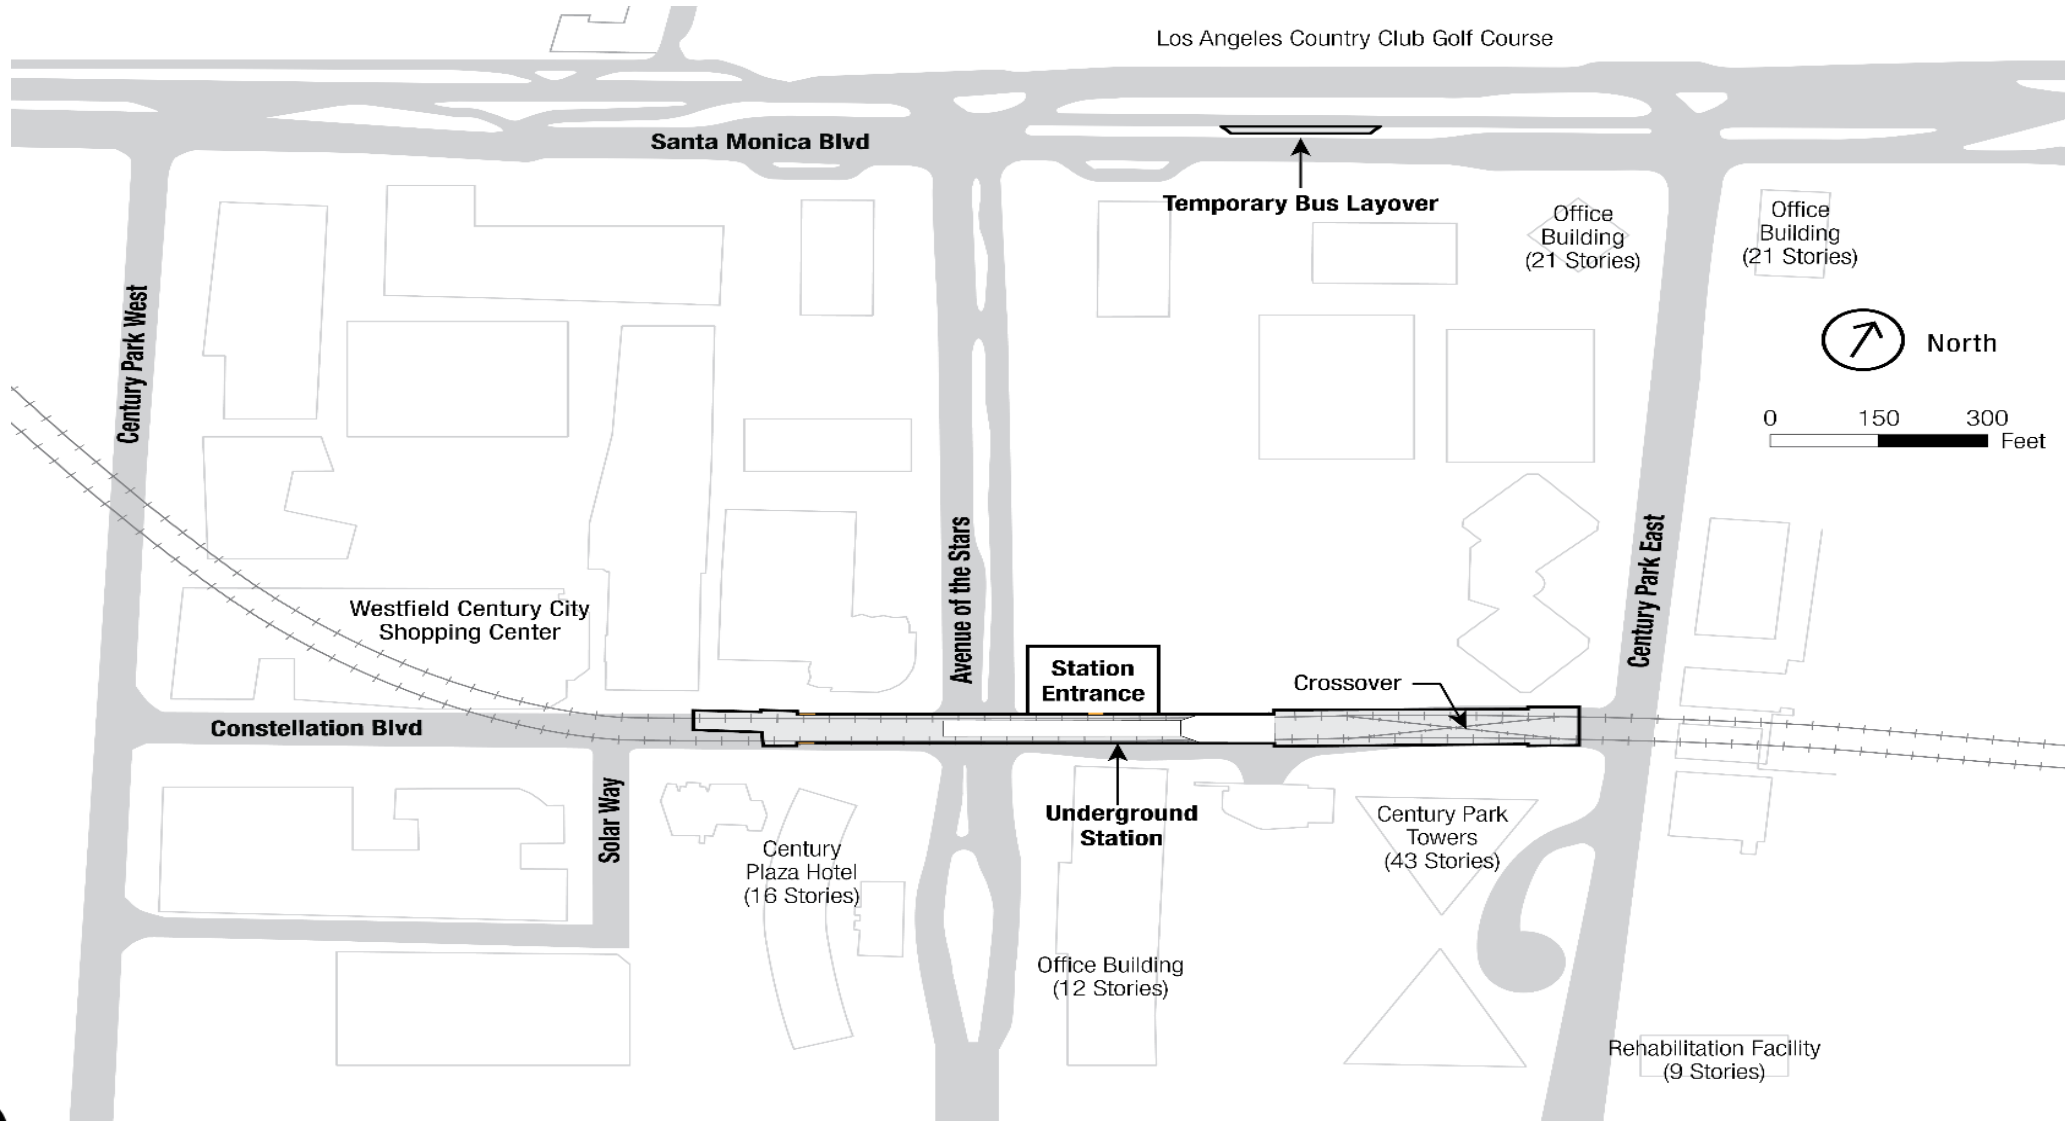 Los Angeles Country Club Golf Course
Santa Monica Blvd
Temporary Bus Layover
Office
Building
(21 Stories)
Office
Building
(21 Stories)
North
0 150 300
Feet
Century Park West
Avenue of the Stars
Century Park East
Westfield Century City
Shopping Center
Station
Entrance
Crossover
Constellation Blvd
Solar Way
Underground
Station
Century Park
Towers
(43 Stories)
Century
Plaza Hotel
(16 Stories)
Office Building
(12 Stories)
Rehabilitation Facility
(9 Stories)